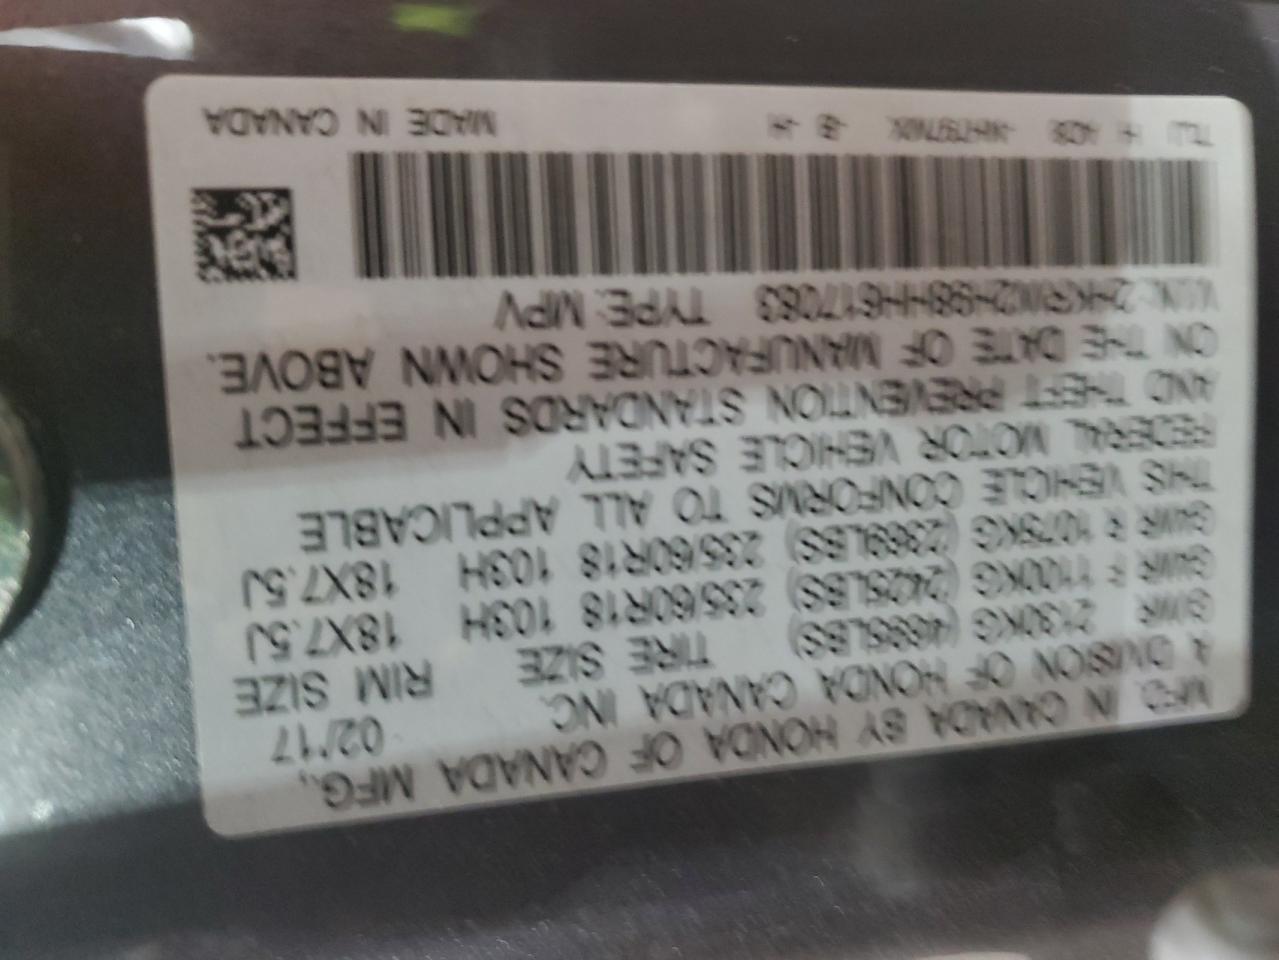 MFD. IN CANADA BY HONDA OF CANADA MFG.,
A DIVISION OF HONDA CANADA INC. 02/'17
GVWR 2130KG (4695LBS) TIRE SIZE RIM SIZE
GAWR F 1100KG (2425LBS) 235/60R18 103H 18X7.5J
GAWR R 1075KG (2369LBS) 235/60R18 103H 18X7.5J
THIS VEHICLE CONFORMS TO ALL APPLICABLE
FEDERAL MOTOR VEHICLE SAFETY
AND THEFT PREVENTION STANDARDS IN EFFECT
ON THE DATE OF MANUFACTURE SHOWN ABOVE.
V.I.N.: TYPE: MPV
MADE IN CANADA